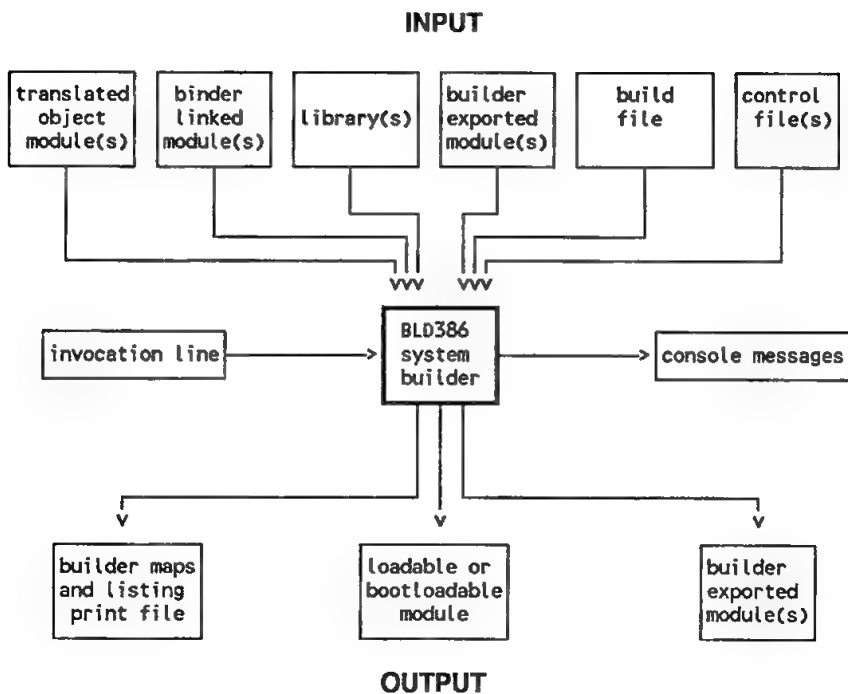 INPUT
translated
object
module(s)
binder
linked
module(s)
library(s)
builder
exported
module(s)
build
file
control
file(s)
invocation line
BLD386
system
builder
console messages
builder maps
and listing
print file
loadable or
bootloadable
module
builder
exported
module(s)
OUTPUT